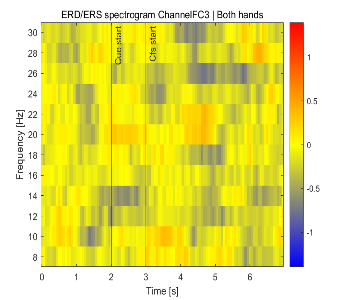 ERD/ERS spectrogram ChannelFC3 | Both hands
Cue start
Cfs start
Frequency [Hz]
30
28
26
24
22
20
18
16
14
12
10
8
0 1 2 3 4 5 6
Time [s]
1
0.5
0
-0.5
-1